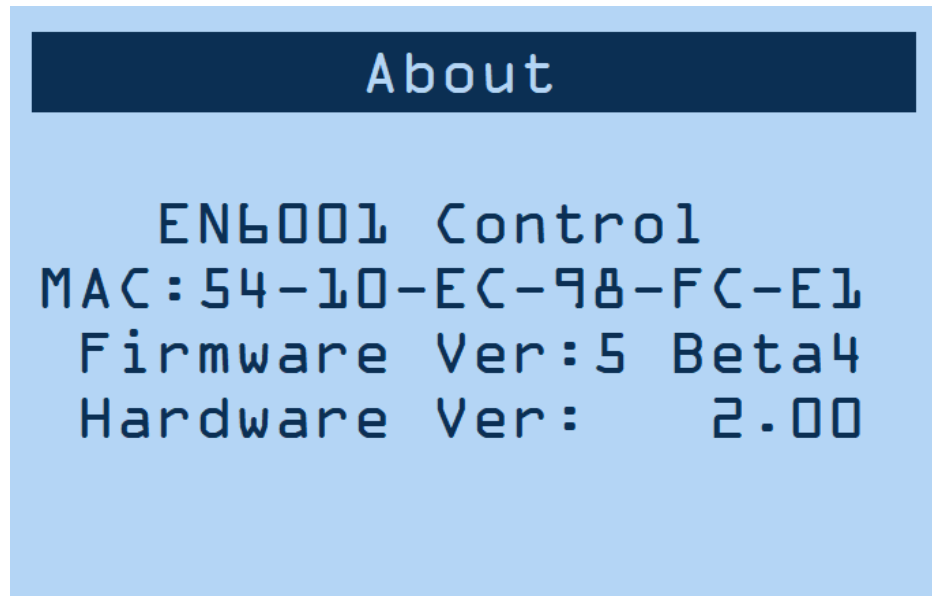 About
EN6001 Control
MAC:54-10-EC-98-FC-E1
Firmware Ver:5 Beta4
Hardware Ver: 2.00